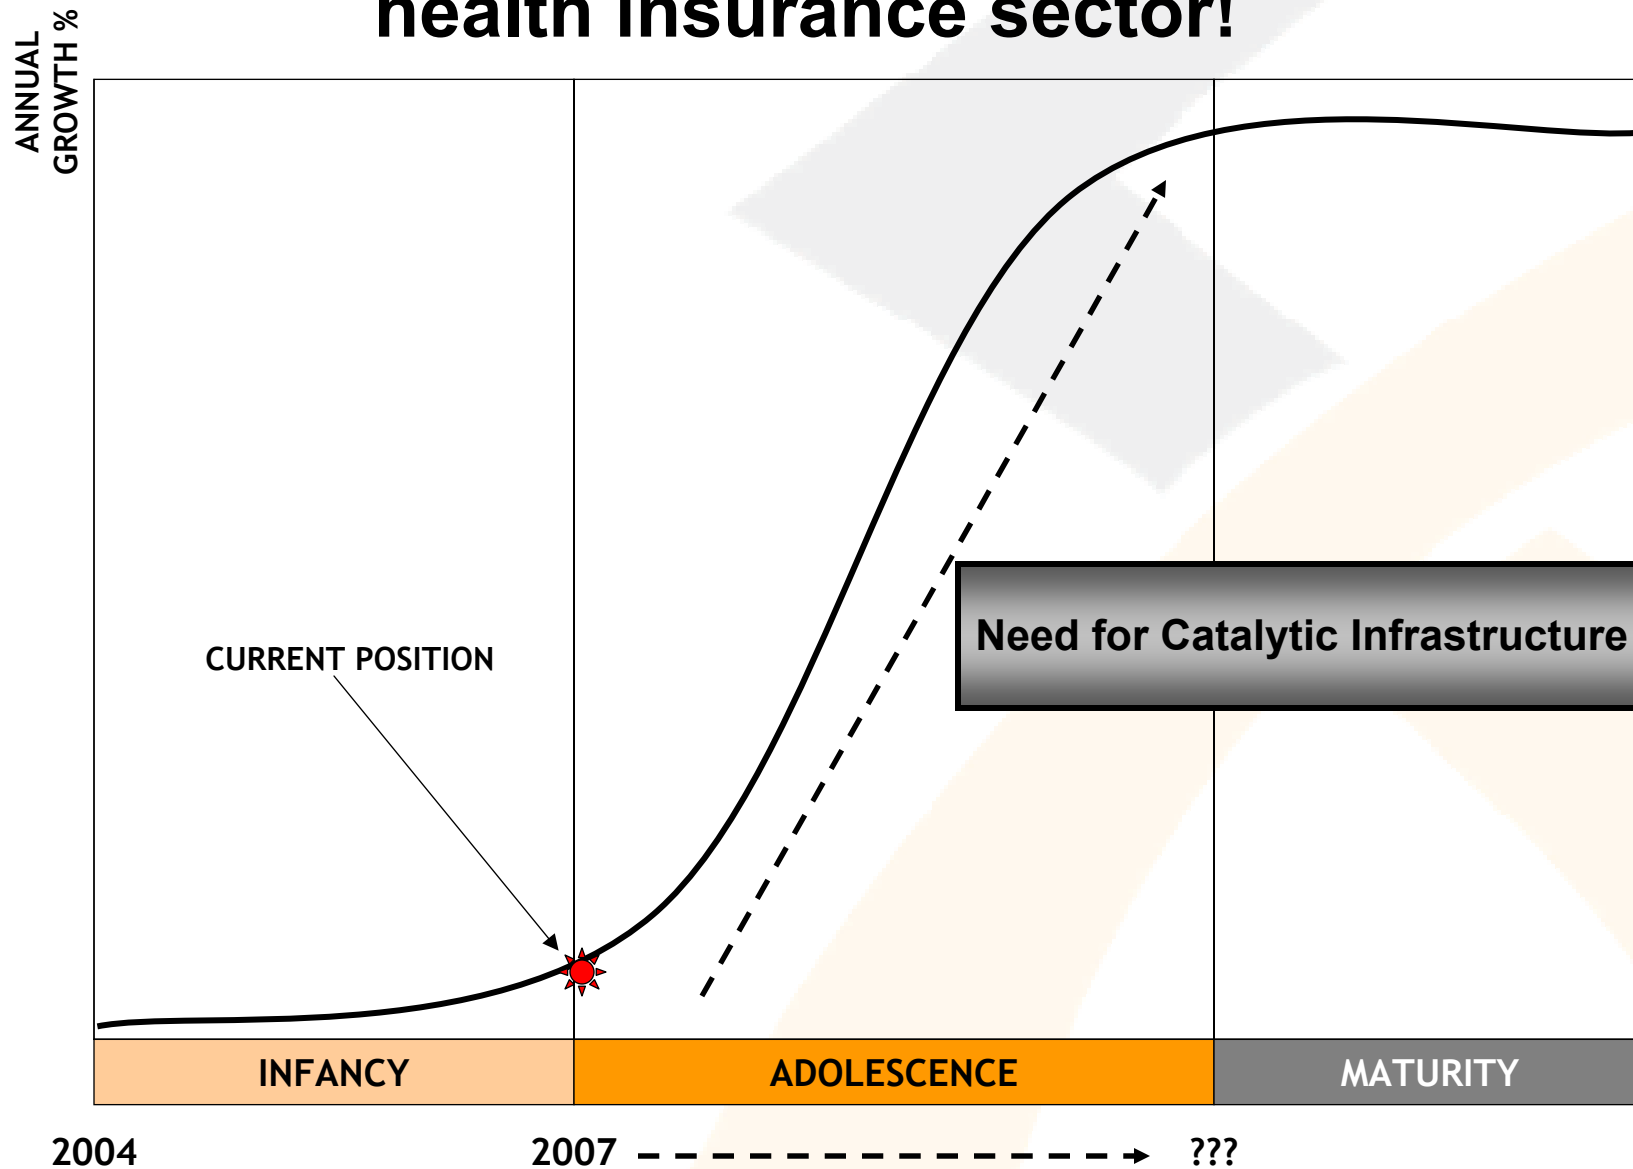 health insurance sector!
ANNUAL
GROWTH %
CURRENT POSITION
Need for Catalytic Infrastructure
INFANCY
ADOLESCENCE
MATURITY
2004
2007
???